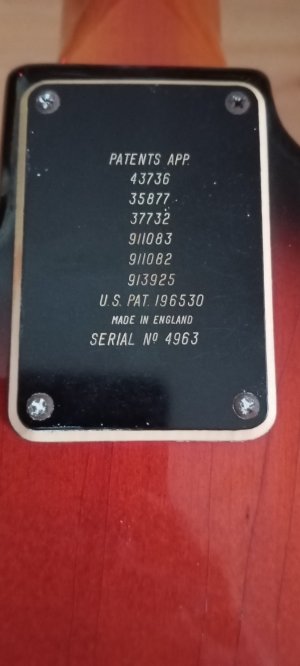 PATENTS APP.
43736
35877
37732
911083
911082
913925
U.S. PAT. 196530
MADE IN ENGLAND
SERIAL Nº 4963